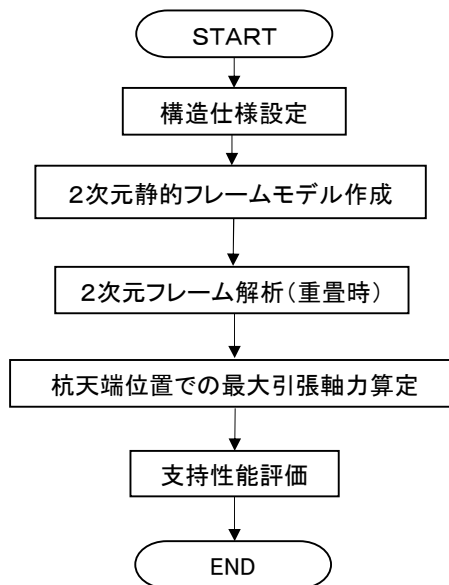 START
構造仕様設定
２次元静的フレームモデル作成
２次元フレーム解析（重畳時）
杭天端位置での最大引張軸力算定
支持性能評価
END